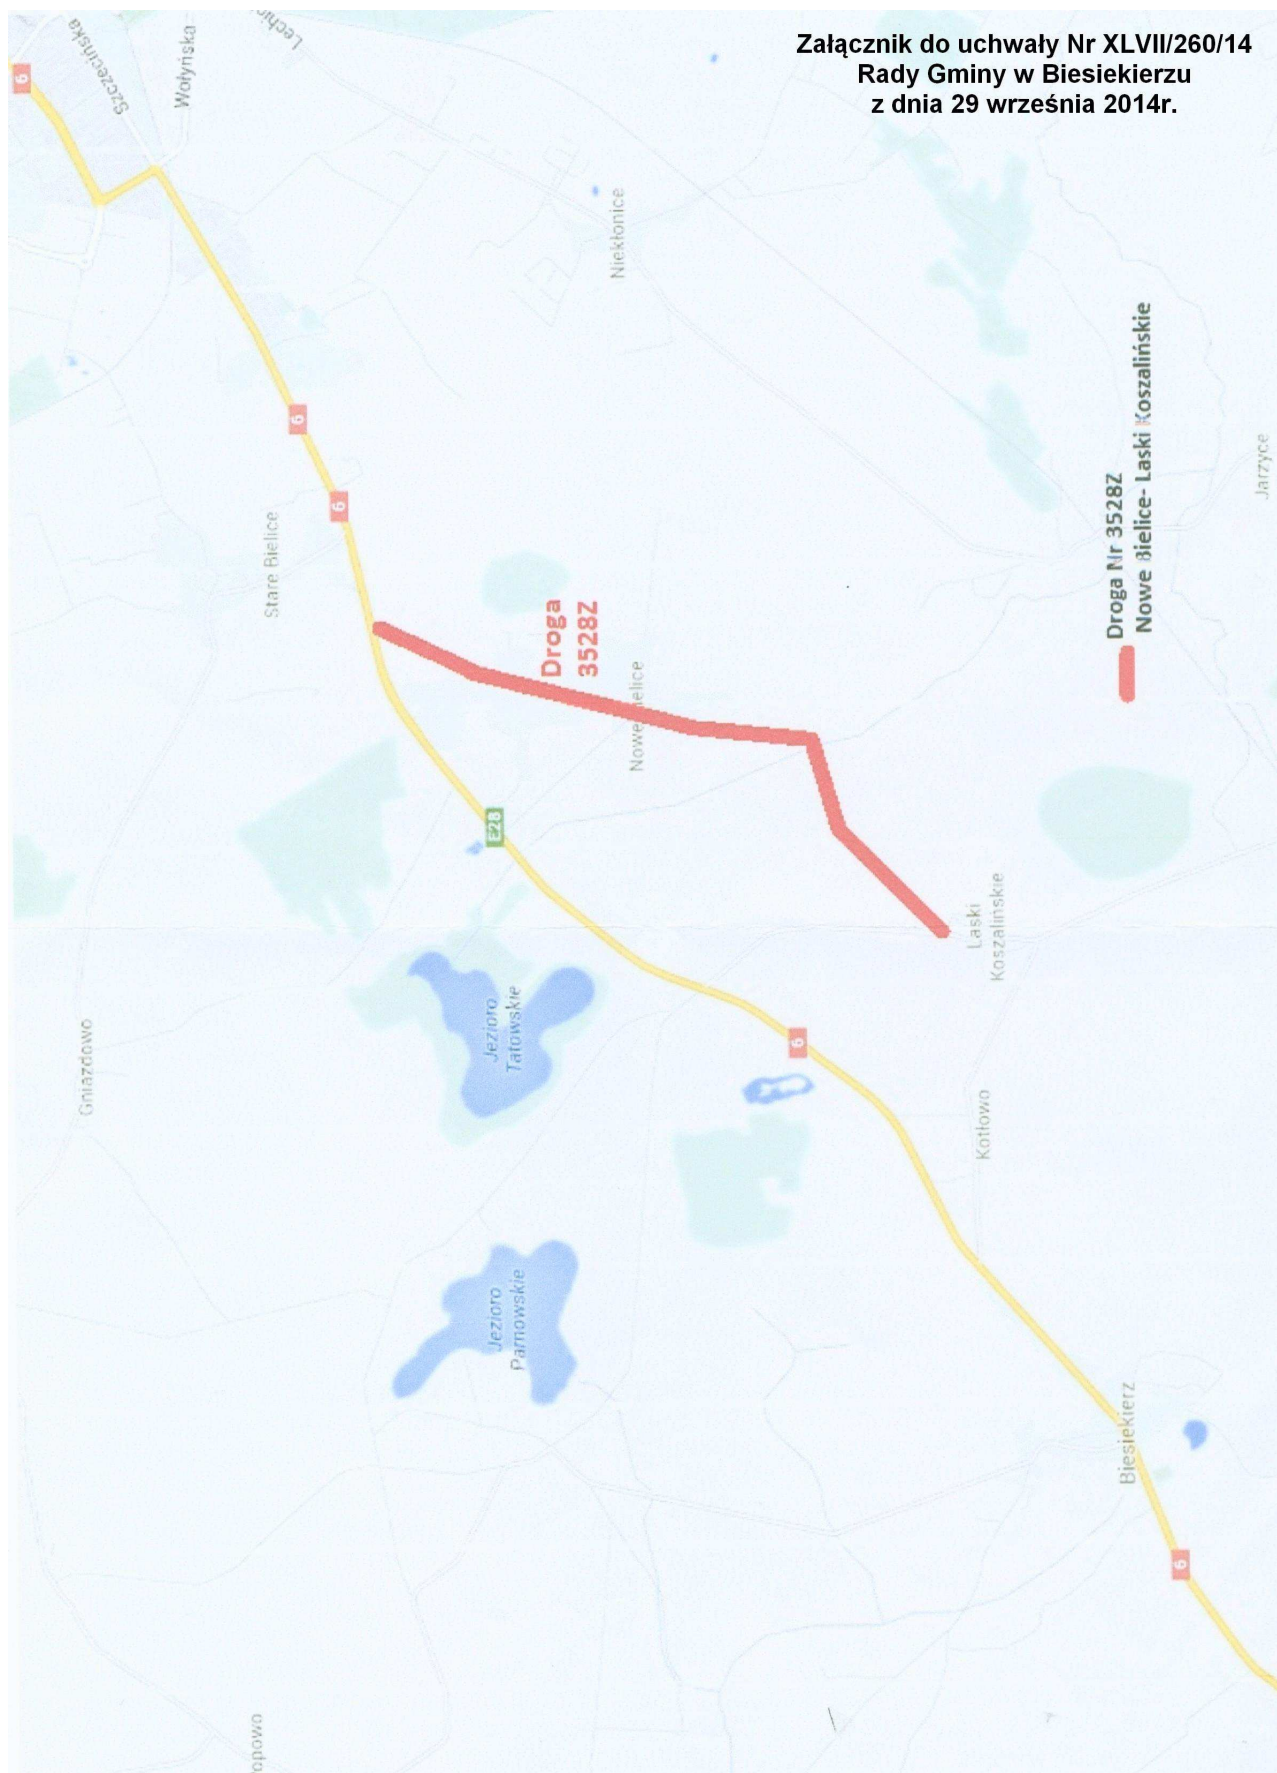 Załącznik do uchwały Nr XLVII/260/14
Rady Gminy w Biesiekierzu
z dnia 29 września 2014r.
6
Szczecińska
Wołyńska
Niekłonice
6
6
Stare Bielice
Droga
3528Z
Nowe Bielice
Droga Nr 3528Z
Nowe Bielice- Laski Koszalińskie
Jarzyce
E28
Laski
Koszalińskie
Gniazdowo
Jezioro
Tatowskie
6
Kotłowo
Jezioro
Parnowskie
Biesiekierz
6
opowo